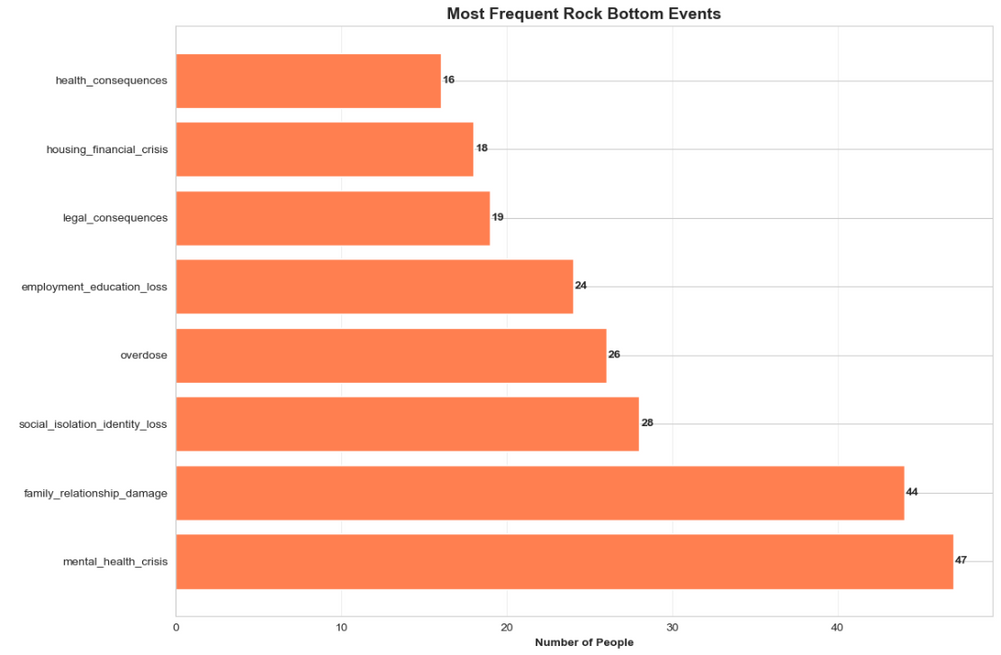 Most Frequent Rock Bottom Events
health_consequences 16
housing_financial_crisis 18
legal_consequences 19
employment_education_loss 24
overdose 26
social_isolation_identity_loss 28
family_relationship_damage 44
mental_health_crisis 47
0 10 20 30 40
Number of People